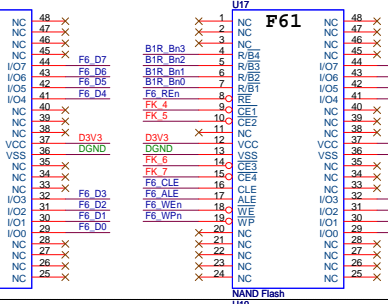 U17
NC 48 1 NC F61 NC 48
NC 47 2 NC NC 47
NC 46 3 NC NC 46
NC 45 B1R_Bn3 4 R/B4 NC 45
I/O7 44 F6_D7 B1R_Bn2 5 R/B3 I/O7 44
I/O6 43 F6_D6 B1R_Bn1 6 R/B2 I/O6 43
I/O5 42 F6_D5 B1R_Bn0 7 R/B1 I/O5 42
I/O4 41 F6_D4 F6_REn 8 RE I/O4 41
NC 40 FK_4 9 CE1 NC 40
NC 39 FK_5 10 CE2 NC 39
NC 38 11 NC NC 38
VCC 37 D3V3 D3V3 12 VCC VCC 37
VSS 36 DGND DGND 13 VSS VSS 36
NC 35 FK_6 14 CE3 NC 35
NC 34 FK_7 15 CE4 NC 34
NC 33 F6_CLE 16 CLE NC 33
I/O3 32 F6_D3 F6_ALE 17 ALE I/O3 32
I/O2 31 F6_D2 F6_WEn 18 WE I/O2 31
I/O1 30 F6_D1 F6_WPn 19 WP I/O1 30
I/O0 29 F6_D0 20 NC I/O0 29
NC 28 21 NC NC 28
NC 27 22 NC NC 27
NC 26 23 NC NC 26
NC 25 24 NC NC 25
NAND Flash